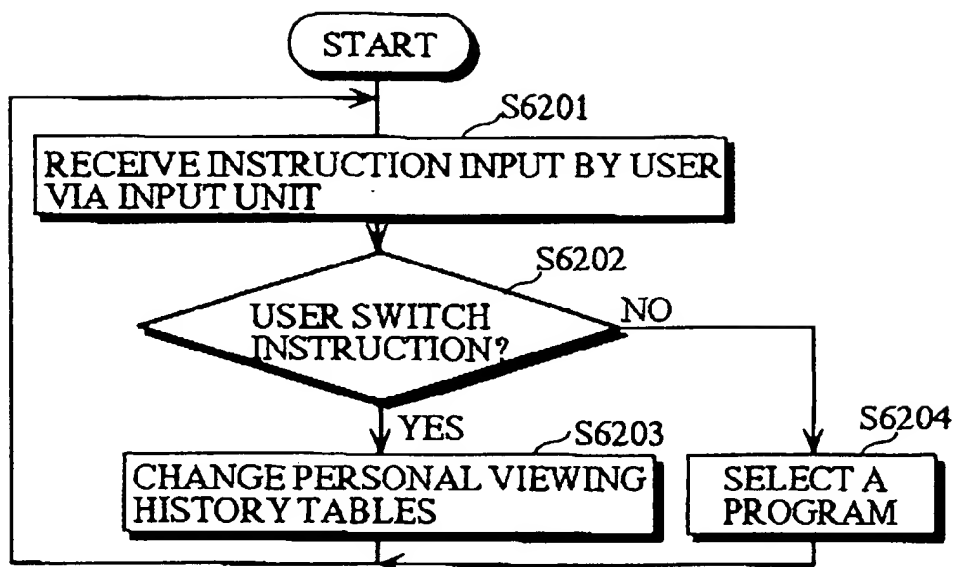 START
S6201
RECEIVE INSTRUCTION INPUT BY USER
VIA INPUT UNIT
S6202
USER SWITCH
INSTRUCTION?
NO
YES
S6203
S6204
CHANGE PERSONAL VIEWING
HISTORY TABLES
SELECT A
PROGRAM